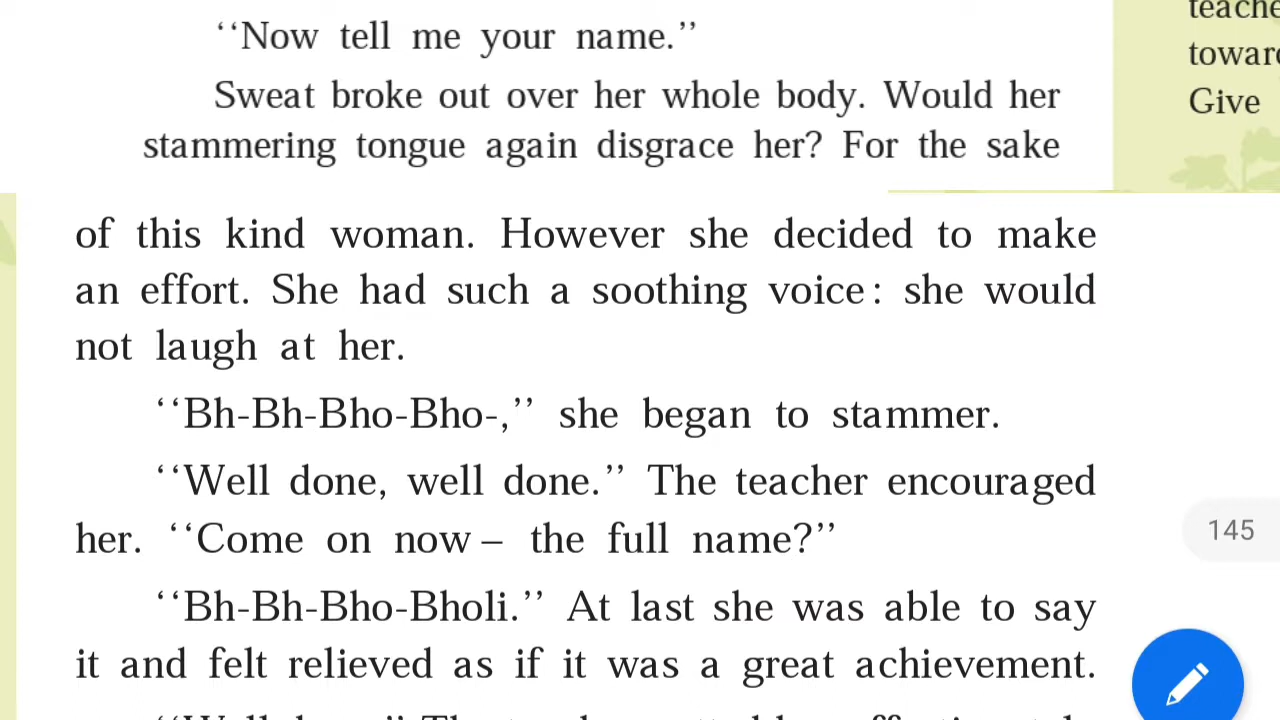 ‘‘Now tell me your name.’’
Sweat broke out over her whole body. Would her
stammering tongue again disgrace her? For the sake
of this kind woman. However she decided to make
an effort. She had such a soothing voice: she would
not laugh at her.
‘‘Bh-Bh-Bho-Bho-,’’ she began to stammer.
‘‘Well done, well done.’’ The teacher encouraged
her. ‘‘Come on now – the full name?’’
‘‘Bh-Bh-Bho-Bholi.’’ At last she was able to say
it and felt relieved as if it was a great achievement.
teache
towar
Give
145